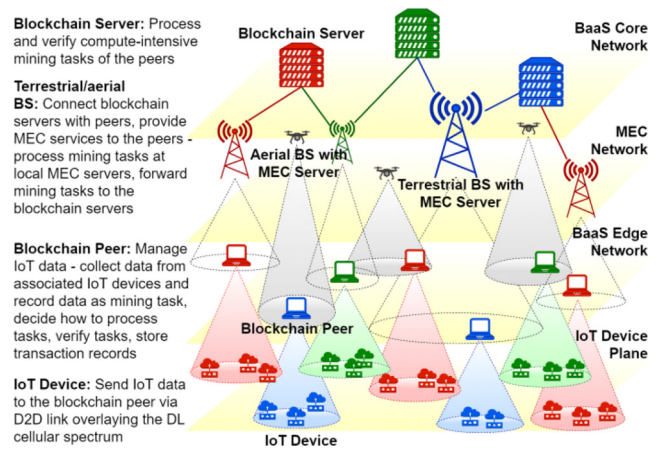 Blockchain Server: Process
and verify compute-intensive
mining tasks of the peers
Terrestrial/aerial
BS: Connect blockchain
servers with peers, provide
MEC services to the peers -
process mining tasks at
local MEC servers, forward
mining tasks to the
blockchain servers
Blockchain Peer: Manage
IoT data - collect data from
associated IoT devices and
record data as mining task,
decide how to process
tasks, verify tasks, store
transaction records
IoT Device: Send IoT data
to the blockchain peer via
D2D link overlaying the DL
cellular spectrum
Blockchain Server
BaaS Core
Network
MEC
Network
Aerial BS with
MEC Server
Terrestrial BS with
MEC Server
BaaS Edge
Network
Blockchain Peer
IoT Device
Plane
IoT Device